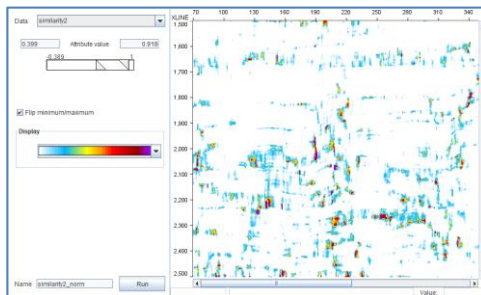 Data similarity2
0.399 Attribute value 0.919
-0.389 1
Flip minimum/maximum
Display
Name similarity2_norm Run
XLINE 70 100 130 160 190 220 250 280 310 340
1,500
1,600
1,700
1,800
1,900
2,000
2,100
2,200
2,300
2,400
2,500
Value: